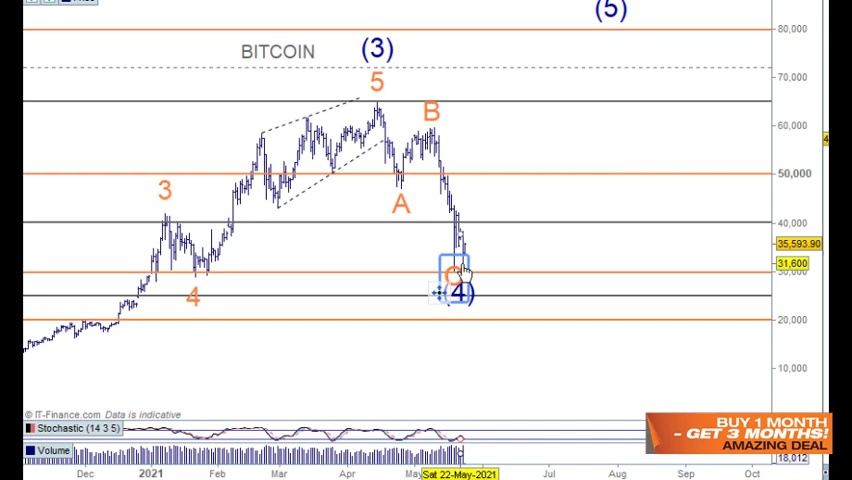 (5)
80,000
BITCOIN
(3)
70,000
5
B
60,000
50,000
3
A
40,000
35,593.90
31,600
30,000
C
4
(4)
20,000
10,000
© IT-Finance.com Data is indicative
Stochastic (14 3 5)
BUY 1 MONTH
- GET 3 MONTHS!
AMAZING DEAL
Volume
18,012
Dec 2021 Feb Mar Apr May Sat 22-May-2021 Jul Aug Sep Oct